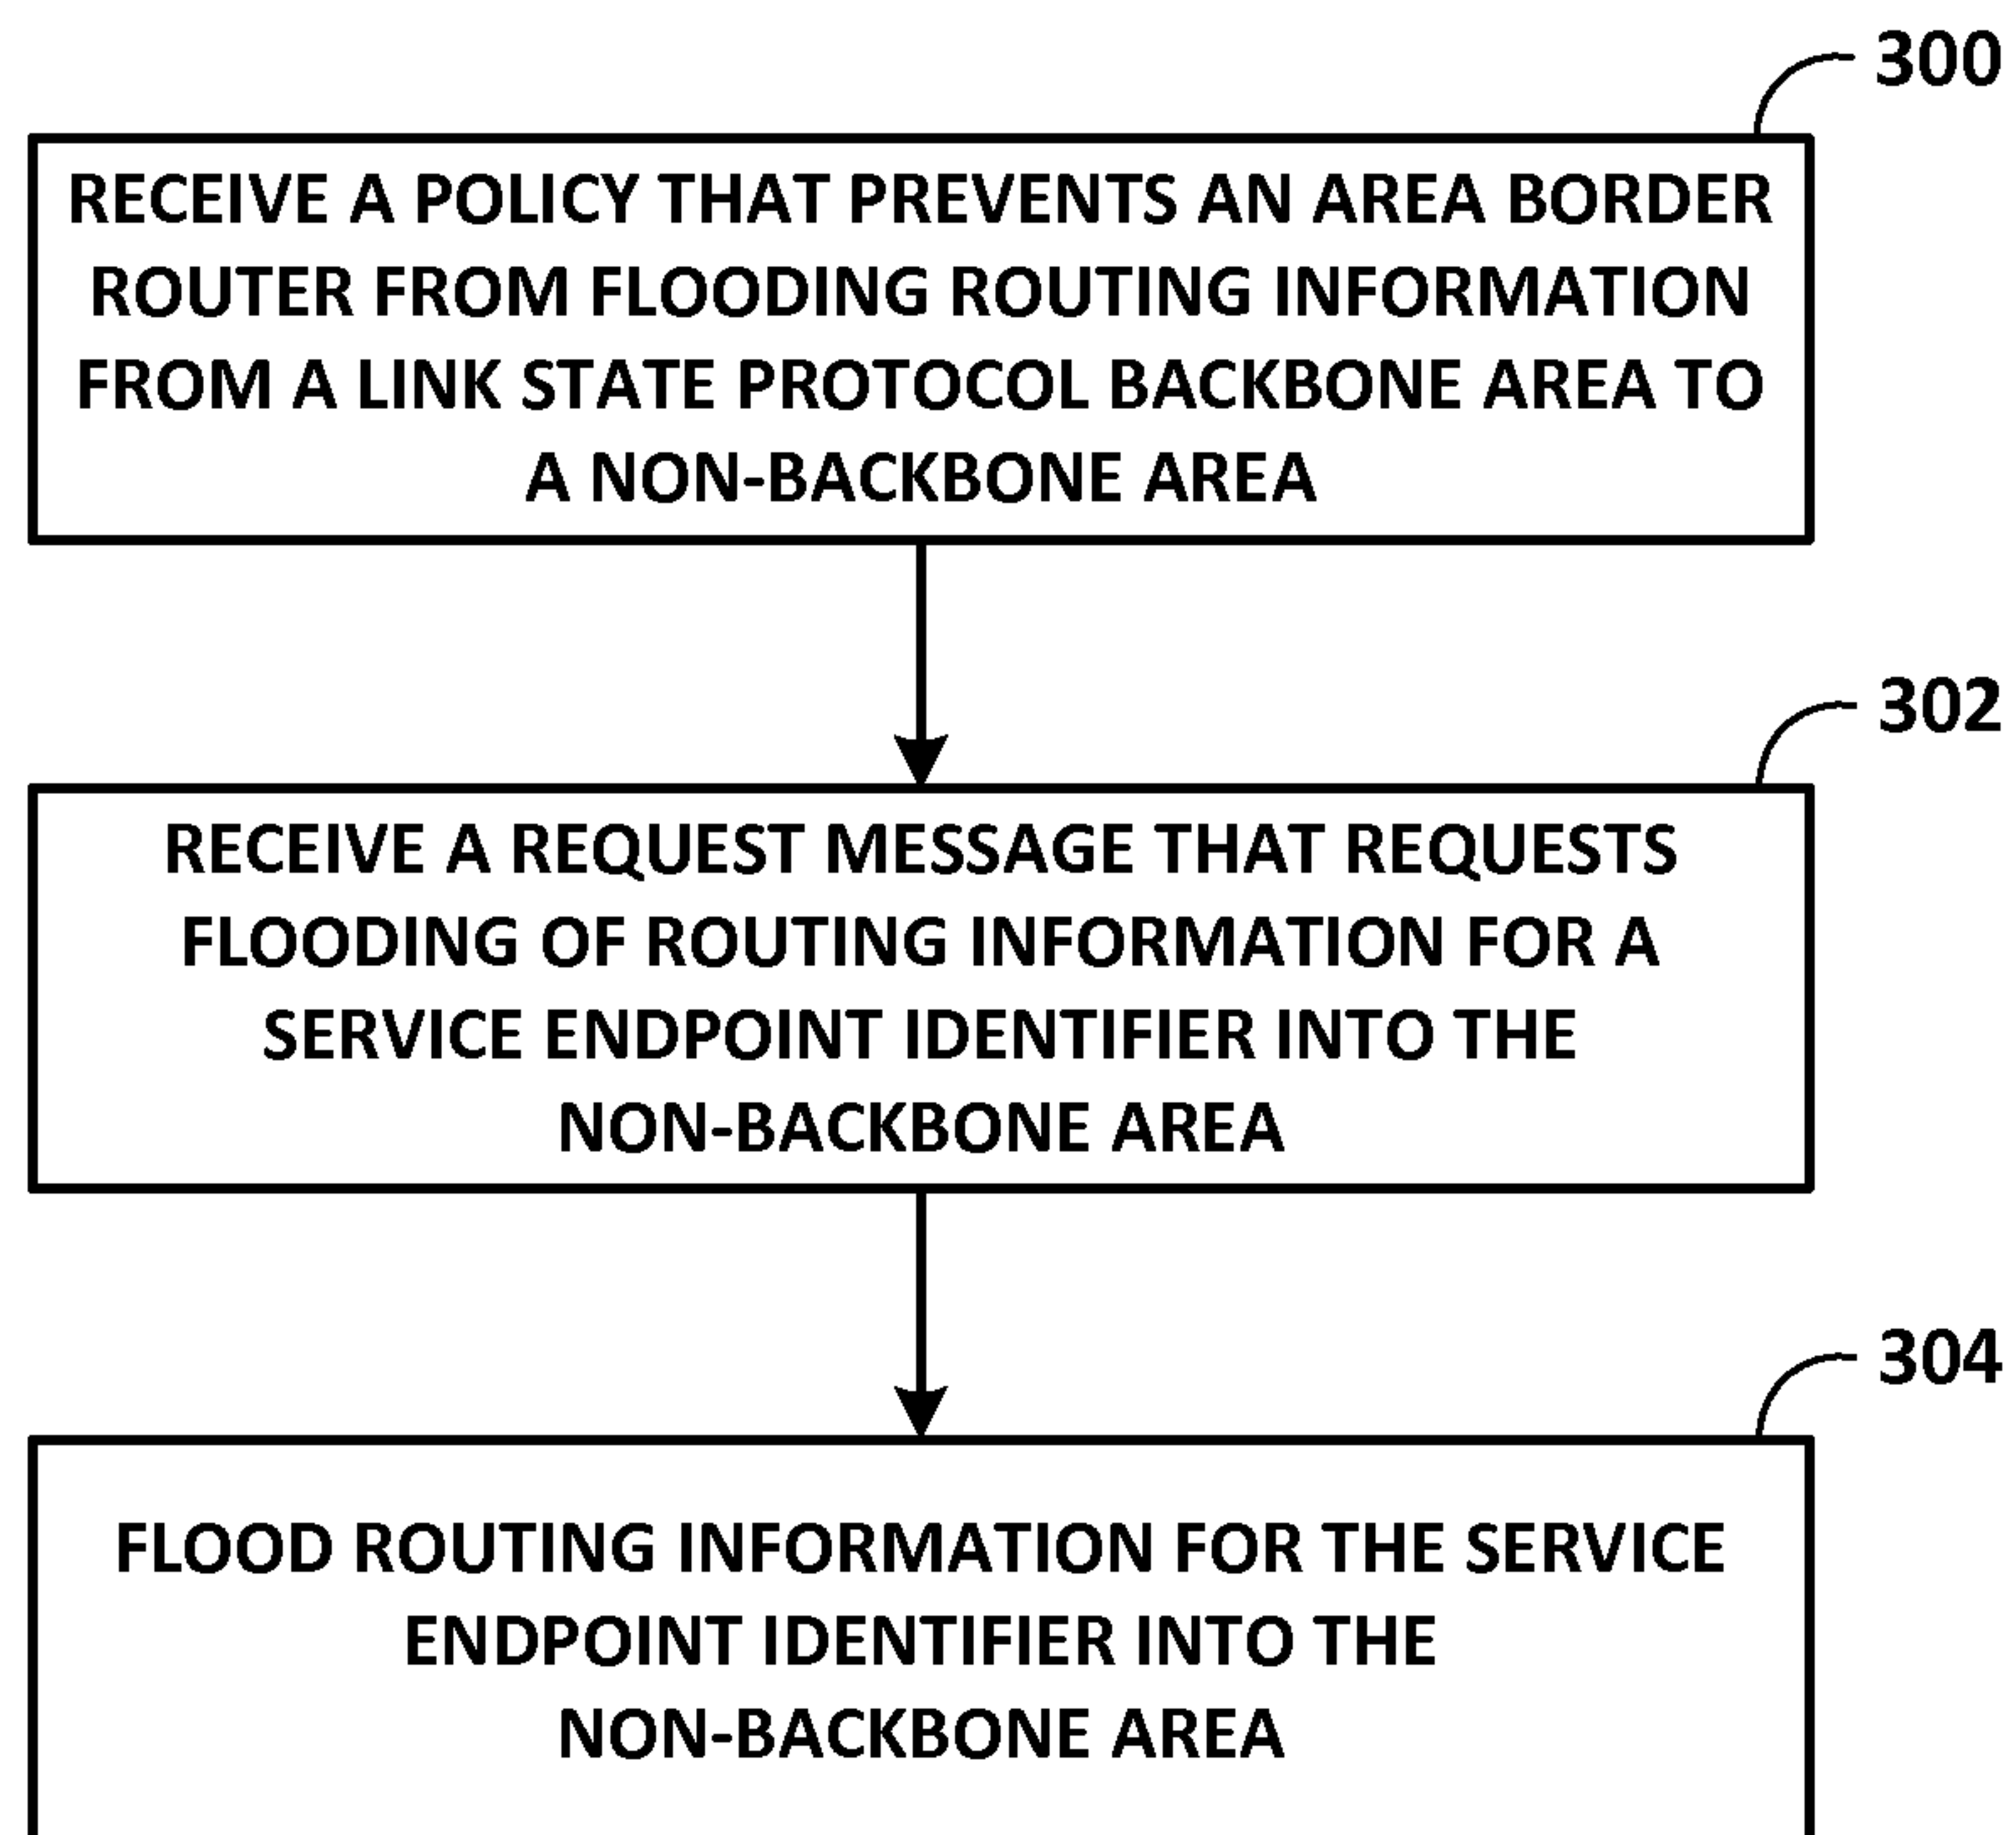 300
RECEIVE A POLICY THAT PREVENTS AN AREA BORDER
ROUTER FROM FLOODING ROUTING INFORMATION
FROM A LINK STATE PROTOCOL BACKBONE AREA TO
A NON-BACKBONE AREA
302
RECEIVE A REQUEST MESSAGE THAT REQUESTS
FLOODING OF ROUTING INFORMATION FOR A
SERVICE ENDPOINT IDENTIFIER INTO THE
NON-BACKBONE AREA
304
FLOOD ROUTING INFORMATION FOR THE SERVICE
ENDPOINT IDENTIFIER INTO THE
NON-BACKBONE AREA